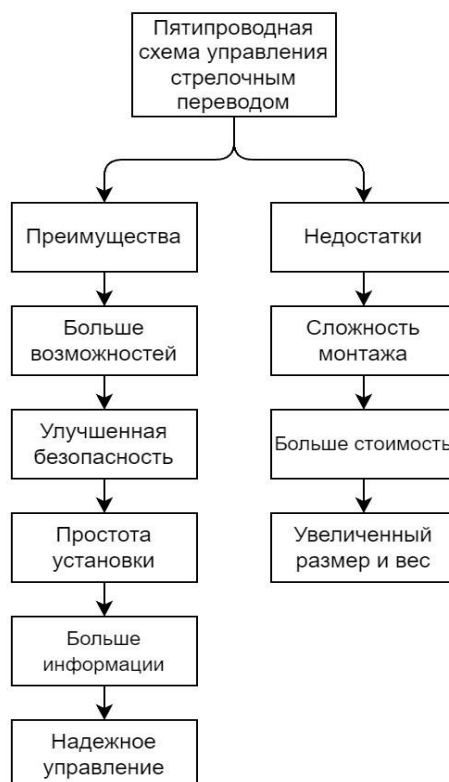 Пятипроводная
схема управления
стрелочным
переводом
Преимущества
Больше
возможностей
Улучшенная
безопасность
Простота
установки
Больше
информации
Надежное
управление
Недостатки
Сложность
монтажа
Больше стоимость
Увеличенный
размер и вес